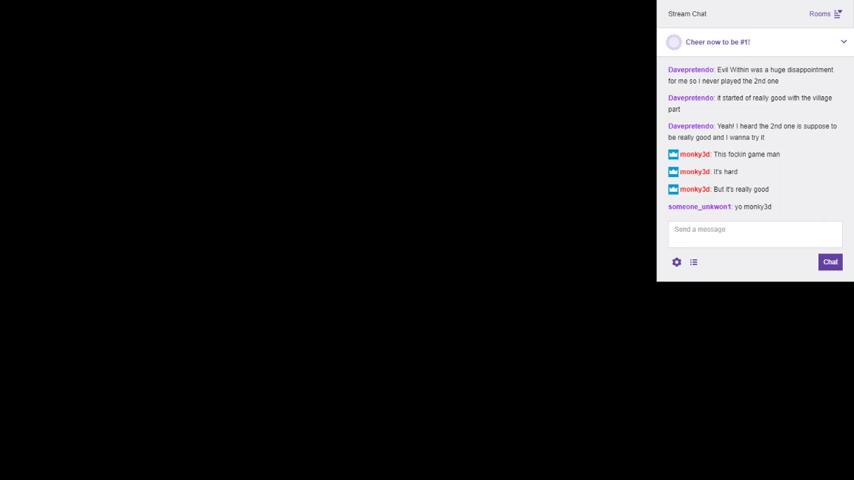 Stream Chat
Rooms
Cheer now to be #1!
Davepretendo: Evil Within was a huge disappointment
for me so I never played the 2nd one
Davepretendo: it started of really good with the village
part
Davepretendo: Yeah! I heard the 2nd one is suppose to
be really good and I wanna try it
monky3d: This fockin game man
monky3d: It's hard
monky3d: But it's really good
someone_unkwon1: yo monky3d
Send a message
Chat